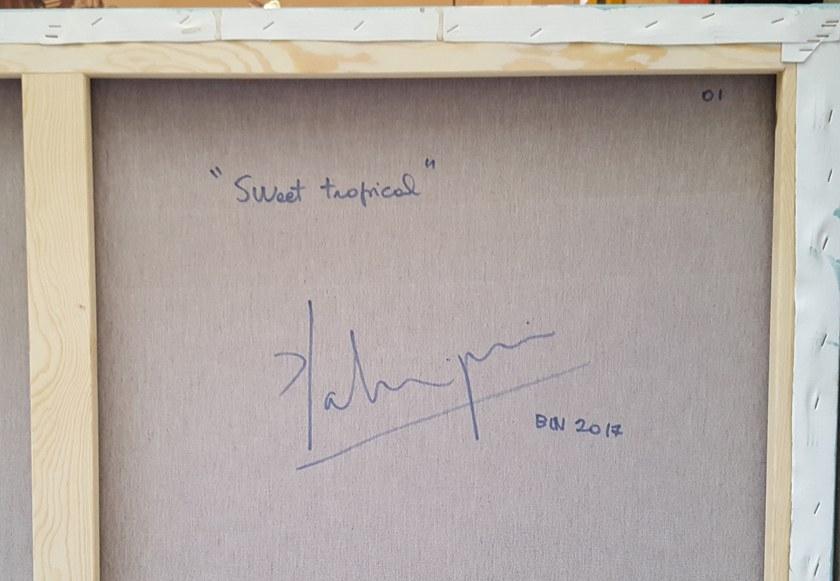 01
"Sweet tropical"
BCN 2017